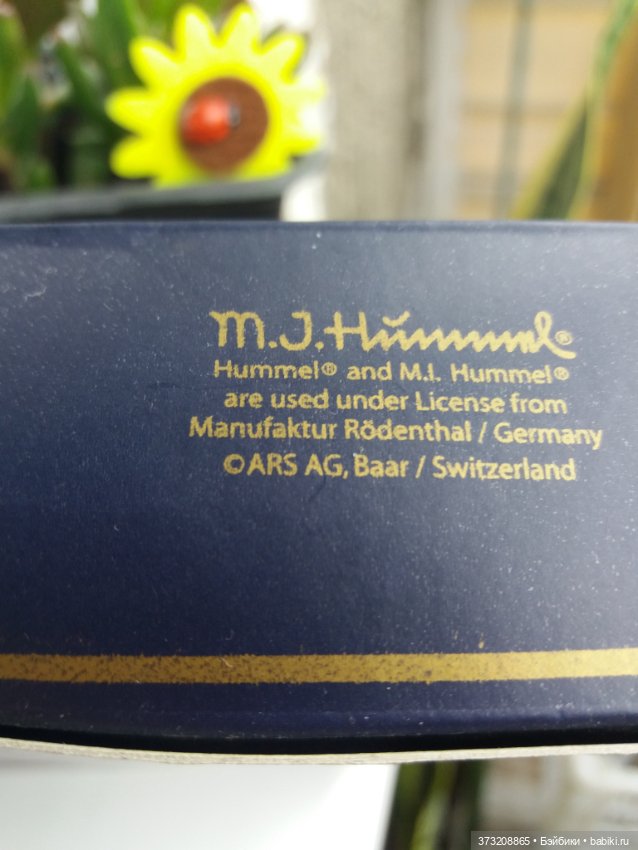 M.J.Hummel®
Hummel® and M.I. Hummel®
are used under License from
Manufaktur Rödenthal / Germany
©ARS AG, Baar / Switzerland
373208865 • Бэйбики • babiki.ru